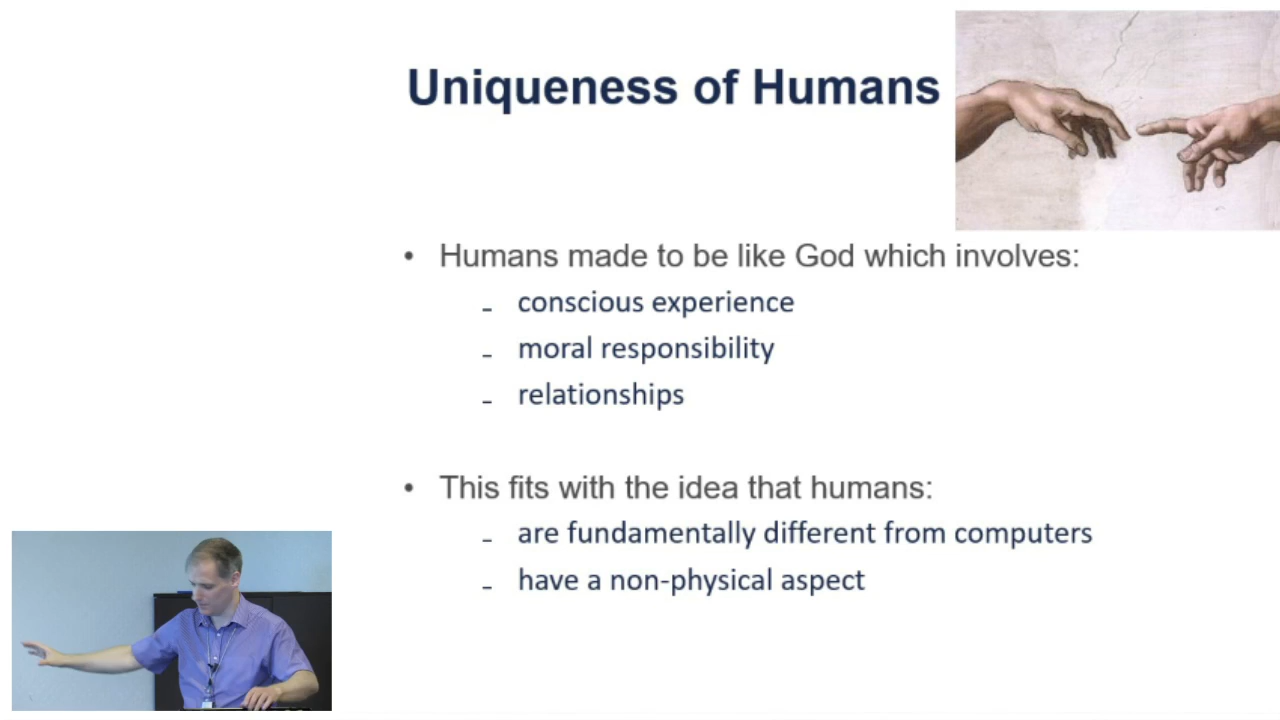 Uniqueness of Humans
• Humans made to be like God which involves:
- conscious experience
- moral responsibility
- relationships
• This fits with the idea that humans:
- are fundamentally different from computers
- have a non-physical aspect